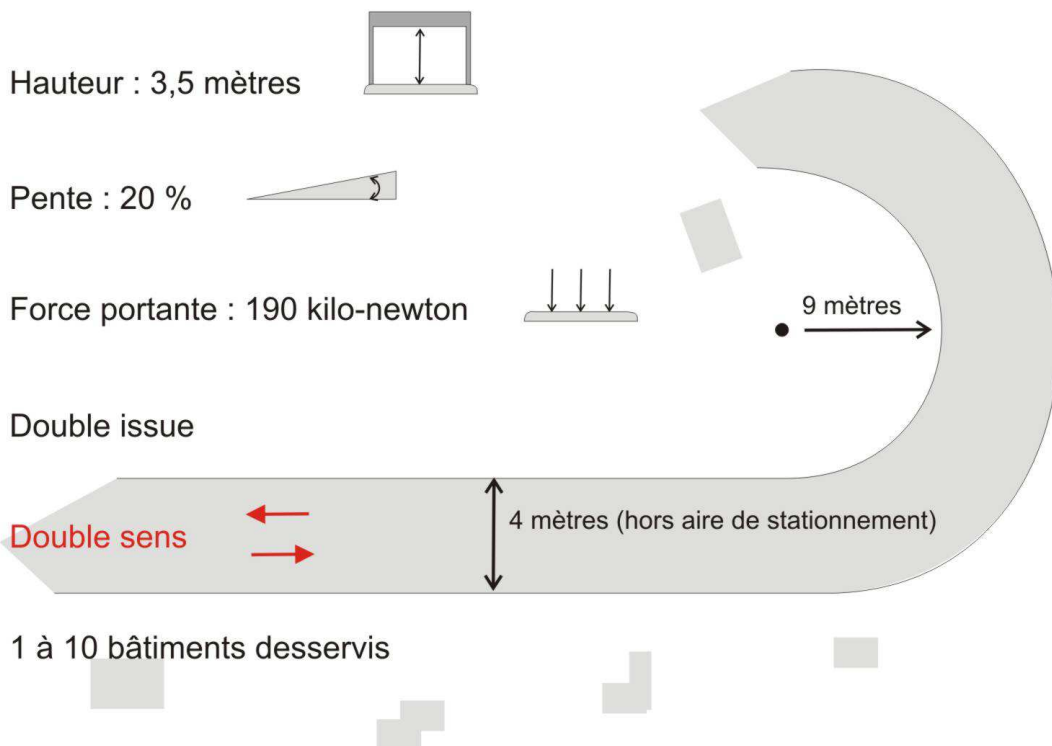 Hauteur : 3,5 mètres
Pente : 20 %
Force portante : 190 kilo-newton
9 mètres
Double issue
4 mètres (hors aire de stationnement)
Double sens
1 à 10 bâtiments desservis